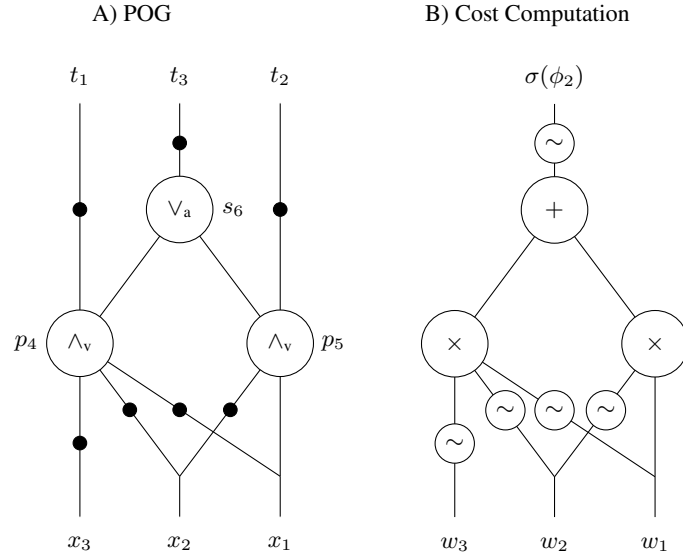 A) POG B) Cost Computation
t₁ t₃ t₂ σ(ϕ₂)
~
∨ₐ s₆ +
p₄ ∧ᵥ ∧ᵥ p₅ × ×
~ ~ ~
~
x₃ x₂ x₁ w₃ w₂ w₁